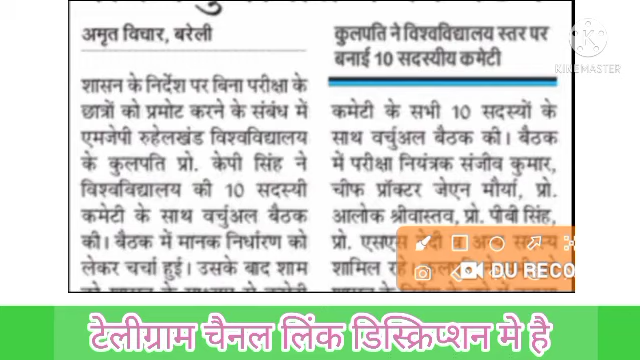 अमृत विचार, बरेली
शासन के निर्देश पर बिना परीक्षा के
छात्रों को प्रमोट करने के संबंध में
एमजेपी रुहेलखंड विश्वविद्यालय
के कुलपति प्रो. केपी सिंह ने
विश्वविद्यालय की 10 सदस्यी
कमेटी के साथ वर्चुअल बैठक
की। बैठक में मानक निर्धारण को
लेकर चर्चा हुई। उसके बाद शाम
कुलपति ने विश्वविद्यालय स्तर पर
बनाई 10 सदस्यीय कमेटी
कमेटी के सभी 10 सदस्यों के
साथ वर्चुअल बैठक की। बैठक
में परीक्षा नियंत्रक संजीव कुमार,
चीफ प्रॉक्टर जेएन मौर्या, प्रो.
आलोक श्रीवास्तव, प्रो. पीबी सिंह,
प्रो. एसएस
शामिल रहे
KINEMASTER
DU RECO
टेलीग्राम चैनल लिंक डिस्क्रिप्शन मे है